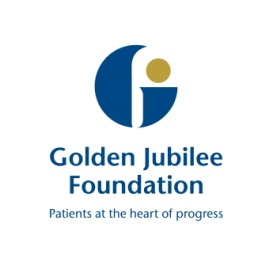 Golden Jubilee
Foundation
Patients at the heart of progress